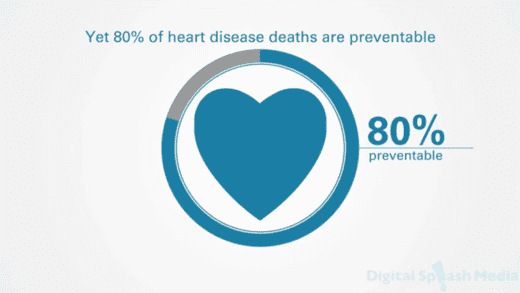 Yet 80% of heart disease deaths are preventable
80%
preventable
Digital Splash Media